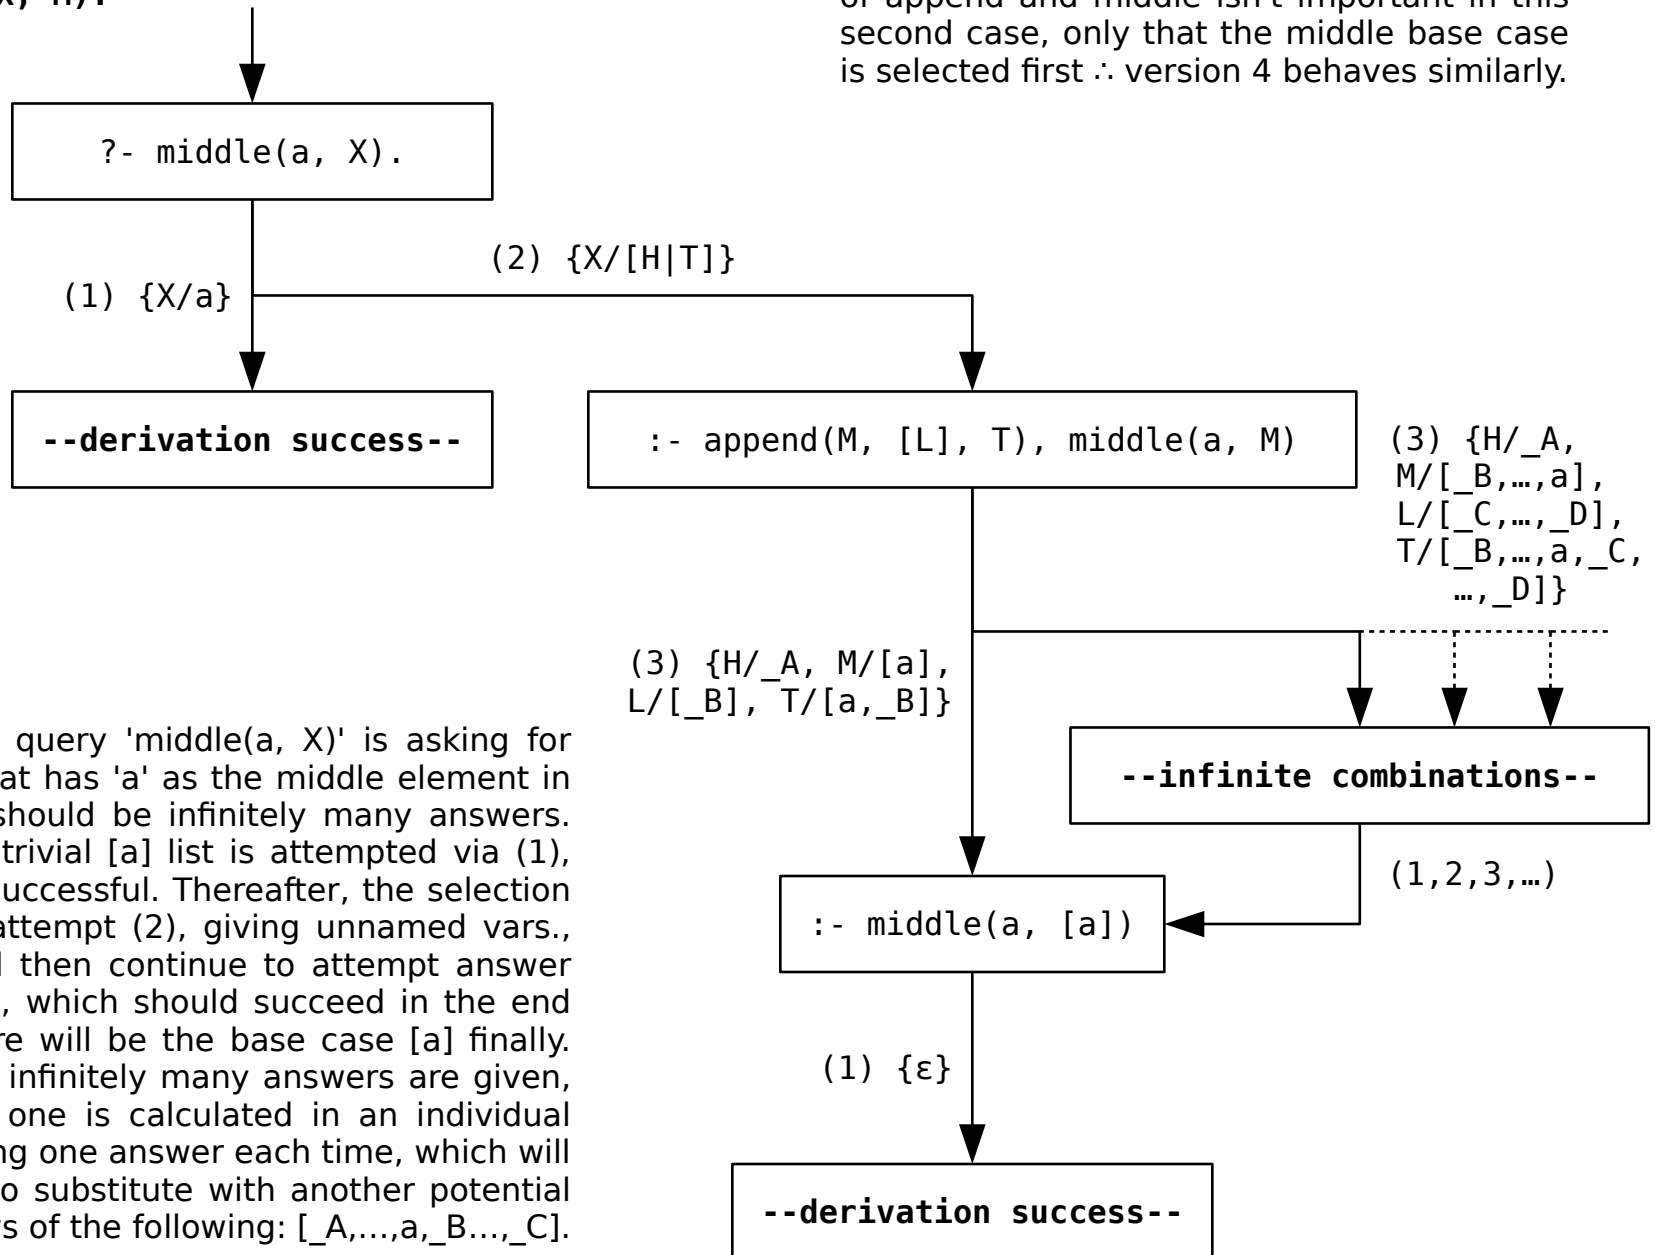 or append and middle isn't important in this
second case, only that the middle base case
is selected first ∴ version 4 behaves similarly.
?- middle(a, X).
(2) {X/[H|T]}
(1) {X/a}
--derivation success--
:- append(M, [L], T), middle(a, M)
(3) {H/_A,
M/[_B,…,a],
L/[_C,…,_D],
T/[_B,…,a,_C,
…,_D]}
(3) {H/_A, M/[a],
L/[_B], T/[a,_B]}
--infinite combinations--
(1,2,3,…)
:- middle(a, [a])
(1) {ε}
--derivation success--
query 'middle(a, X)' is asking for
at has 'a' as the middle element in
should be infinitely many answers.
trivial [a] list is attempted via (1),
uccessful. Thereafter, the selection
attempt (2), giving unnamed vars.,
then continue to attempt answer
, which should succeed in the end
re will be the base case [a] finally.
infinitely many answers are given,
one is calculated in an individual
ng one answer each time, which will
o substitute with another potential
s of the following: [_A,…,a,_B…,_C].